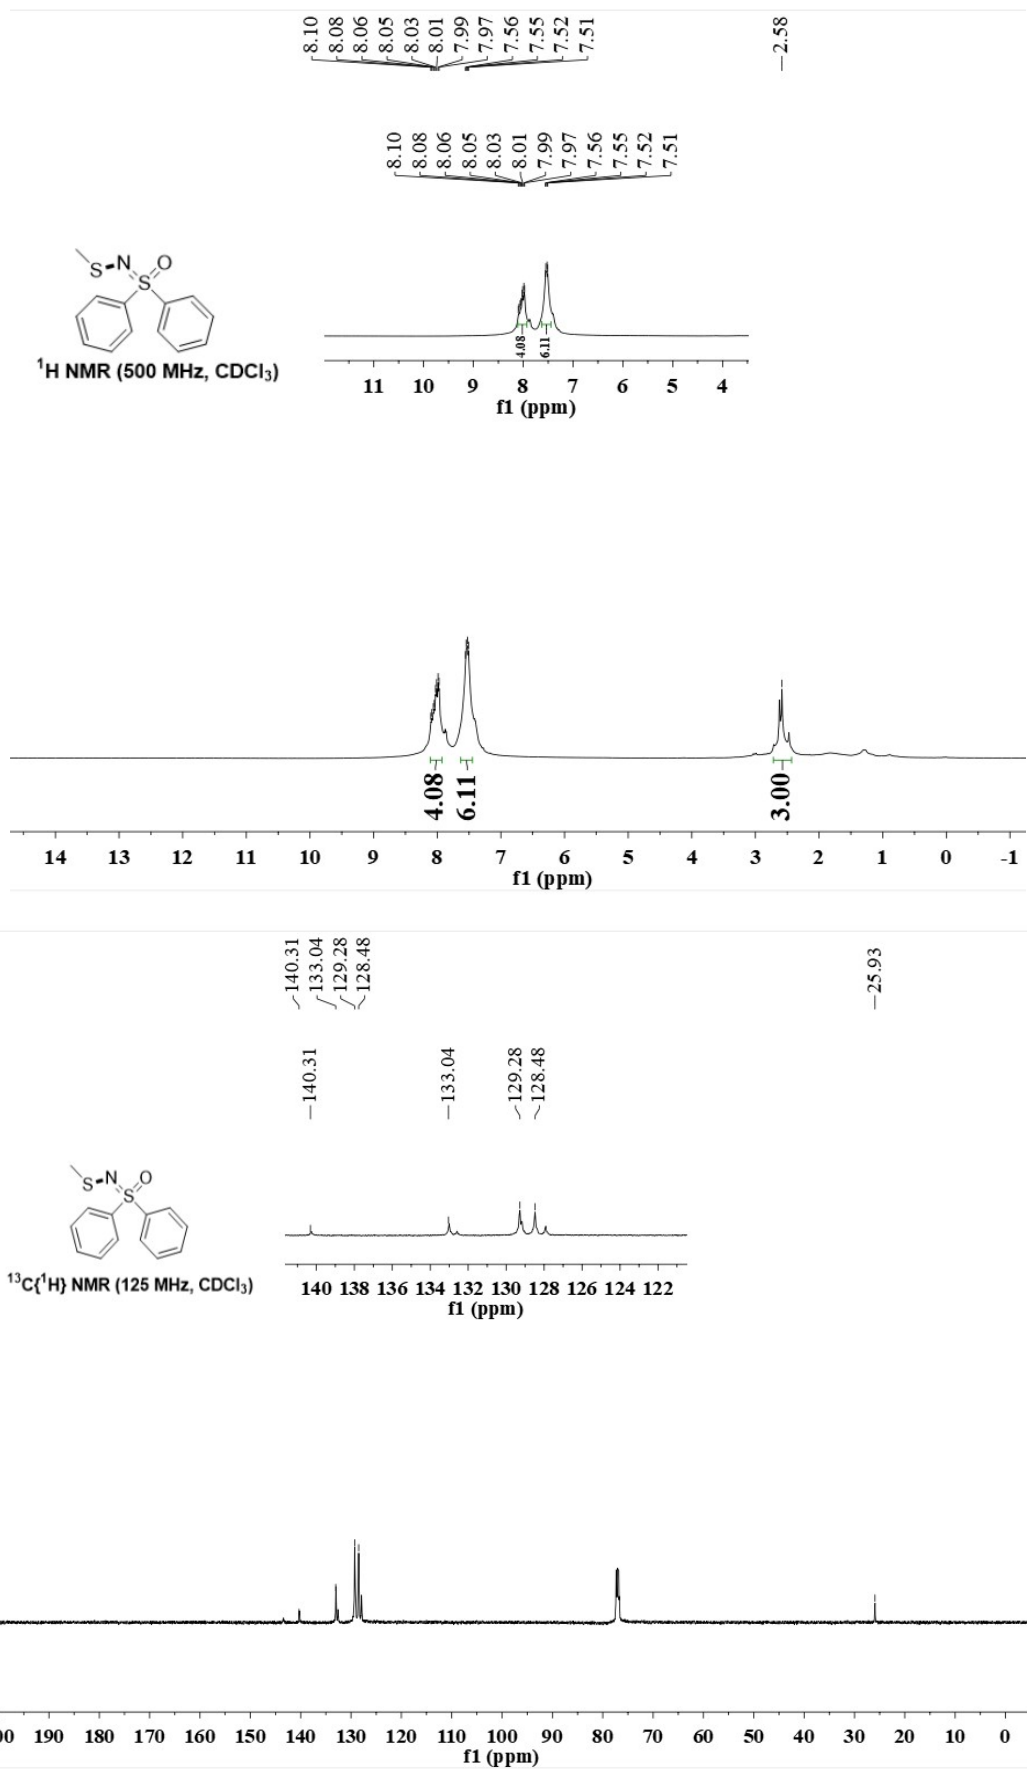 8.10
8.08
8.06
8.05
8.03
8.01
7.99
7.97
7.56
7.55
7.52
7.51
2.58
8.10
8.08
8.06
8.05
8.03
8.01
7.99
7.97
7.56
7.55
7.52
7.51
S N O
S
¹H NMR (500 MHz, CDCl₃)
4.08
6.11
11 10 9 8 7 6 5 4
f1 (ppm)
4.08
6.11
3.00
14 13 12 11 10 9 8 7 6 5 4 3 2 1 0 -1
f1 (ppm)
140.31
133.04
129.28
128.48
25.93
140.31
133.04
129.28
128.48
S N O
S
¹³C{¹H} NMR (125 MHz, CDCl₃)
140 138 136 134 132 130 128 126 124 122
f1 (ppm)
00 190 180 170 160 150 140 130 120 110 100 90 80 70 60 50 40 30 20 10 0
f1 (ppm)